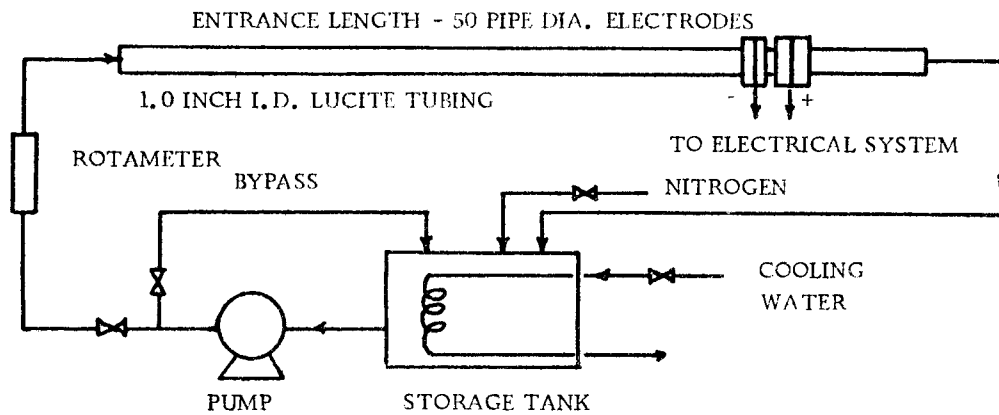 ENTRANCE LENGTH - 50 PIPE DIA. ELECTRODES
1.0 INCH I.D. LUCITE TUBING
- +
TO ELECTRICAL SYSTEM
ROTAMETER
BYPASS
NITROGEN
COOLING
WATER
PUMP
STORAGE TANK